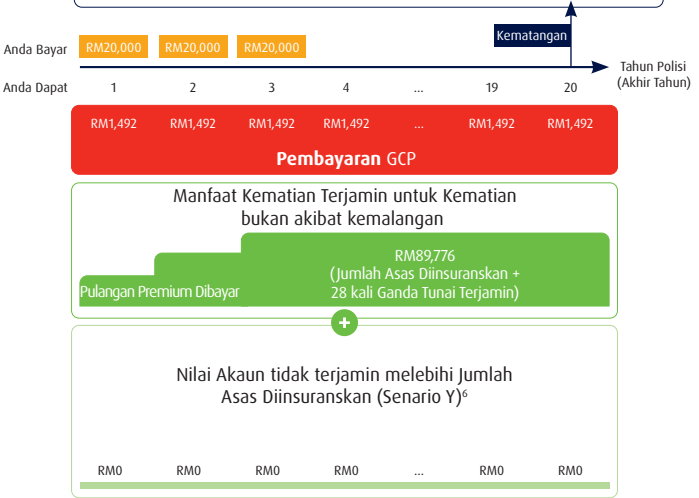 Kematangan
Anda Bayar RM20,000 RM20,000 RM20,000
Tahun Polisi
(Akhir Tahun)
Anda Dapat 1 2 3 4 ... 19 20
RM1,492 RM1,492 RM1,492 RM1,492 ... RM1,492 RM1,492
Pembayaran GCP
Manfaat Kematian Terjamin untuk Kematian
bukan akibat kemalangan
RM89,776
(Jumlah Asas Diinsuranskan +
28 kali Ganda Tunai Terjamin)
Pulangan Premium Dibayar
+
Nilai Akaun tidak terjamin melebihi Jumlah
Asas Diinsuranskan (Senario Y)⁶
RM0 RM0 RM0 RM0 ... RM0 RM0